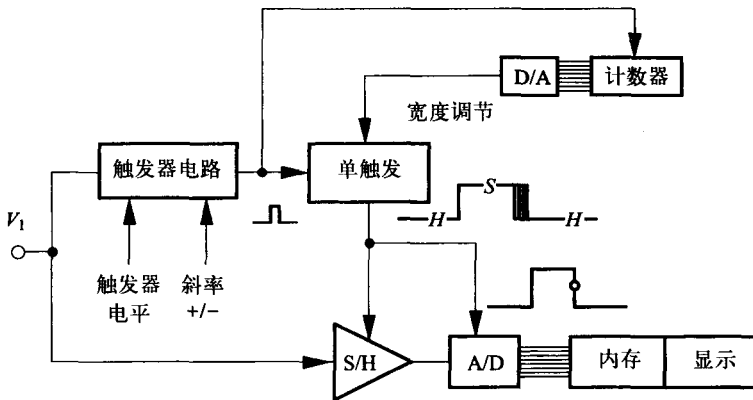 D/A
计数器
宽度调节
触发器电路
单触发
S
H
H
V₁
触发器
电平
斜率
+/−
S/H
A/D
内存
显示